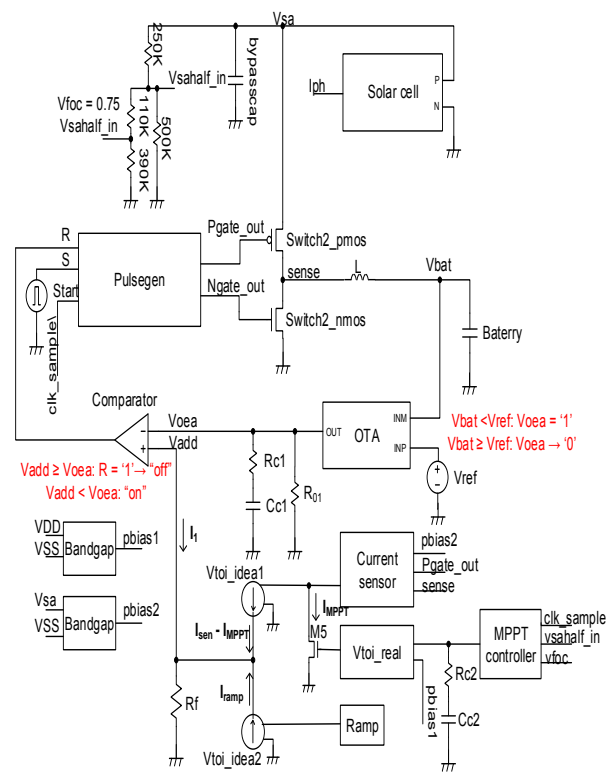 Vsa
250K
Vsahalf_in
bypasscap
Vfoc = 0.75
110K
Vsahalf_in
500K
390K
Iph
Solar cell
P
N
Pgate_out
Switch2_pmos
R
S
Start
Pulsegen
sense
L
Vbat
Ngate_out
Switch2_nmos
Baterry
clk_sample\
Comparator
Voea
Vadd
OUT
OTA
INM
INP
Vbat <Vref: Voea = '1'
Vbat ≥ Vref: Voea → '0'
Vref
Vadd ≥ Voea: R = '1'→ "off"
Vadd < Voea: "on"
Rc1
Cc1
R01
I1
VDD
VSS
Bandgap
pbias1
Vsa
VSS
Bandgap
pbias2
Vtoi_idea1
Current sensor
pbias2
Pgate_out
sense
IMPPT
Isen - IMPPT
M5
Vtoi_real
pbias1
MPPT controller
clk_sample
vsahalf_in
vfoc
Rc2
Cc2
Rf
Iramp
Ramp
Vtoi_idea2